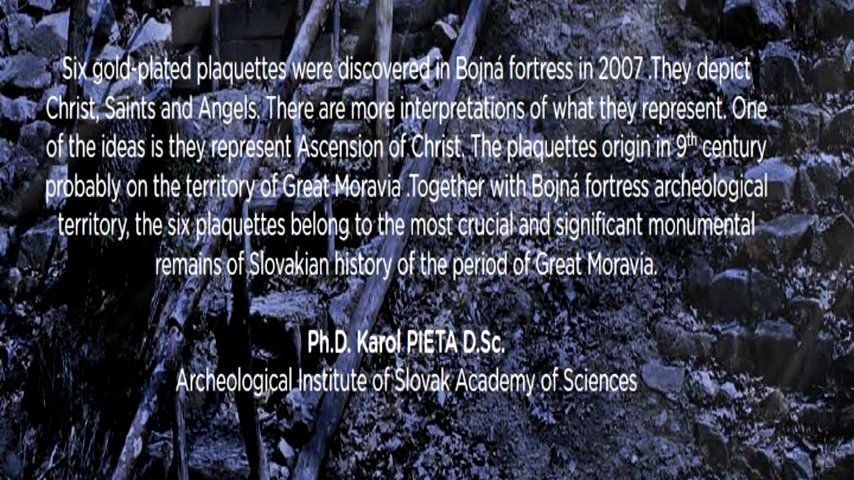 Six gold-plated plaquettes were discovered in Bojná fortress in 2007 .They depict
Christ, Saints and Angels. There are more interpretations of what they represent. One
of the ideas is they represent Ascension of Christ. The plaquettes origin in 9th century
probably on the territory of Great Moravia .Together with Bojná fortress archeological
territory, the six plaquettes belong to the most crucial and significant monumental
remains of Slovakian history of the period of Great Moravia.
Ph.D. Karol PIETA D.Sc.
Archeological Institute of Slovak Academy of Sciences